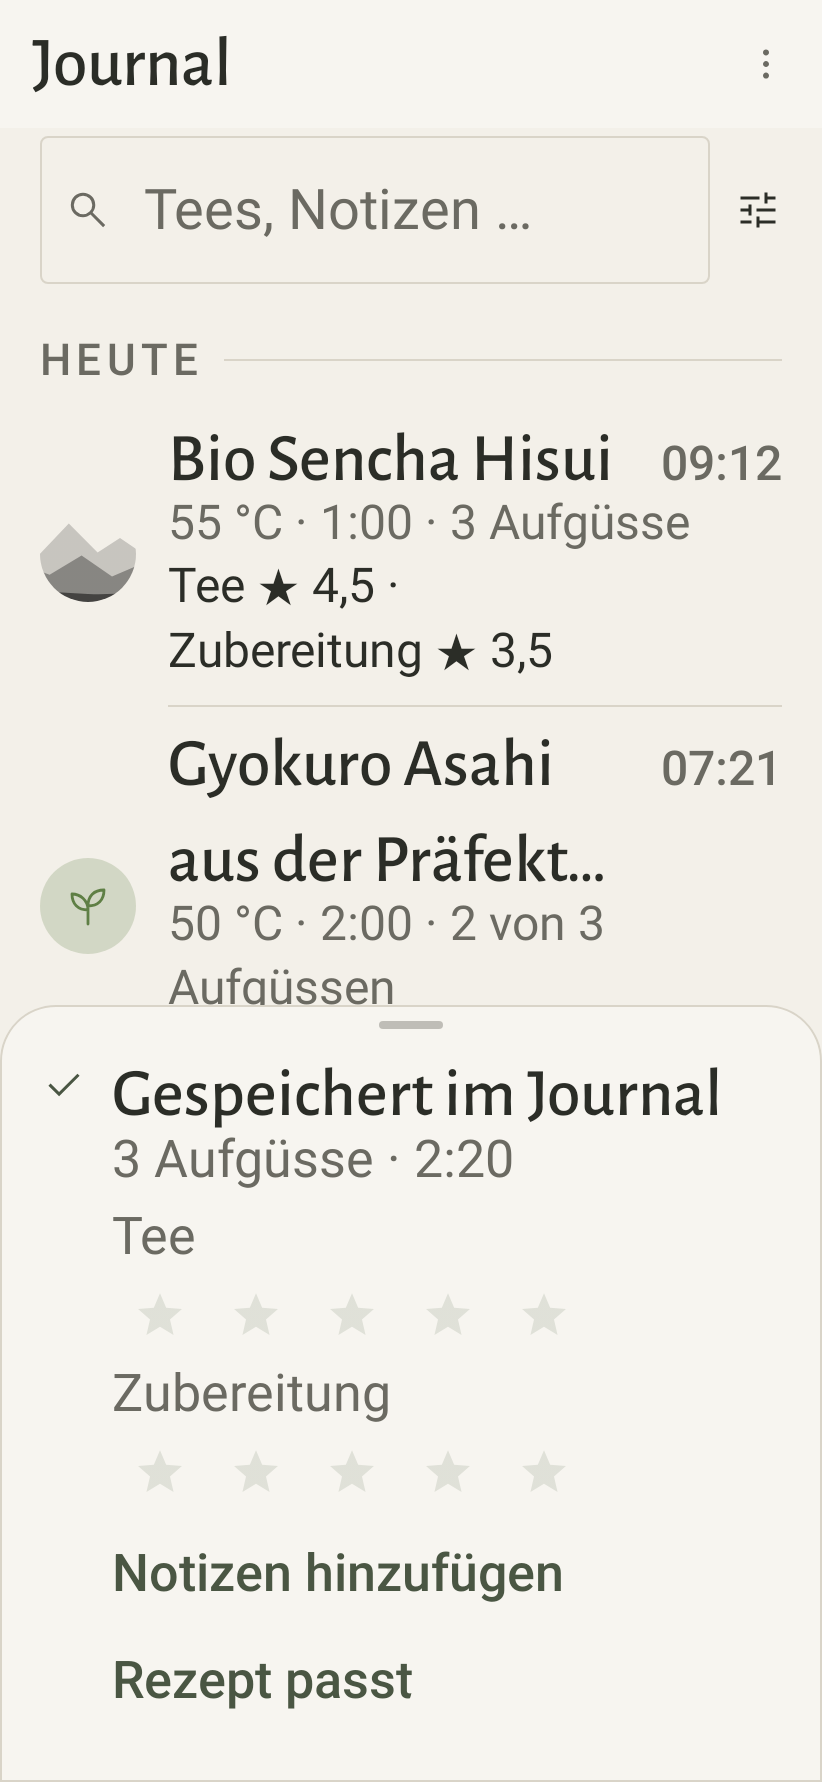 Journal
Tees, Notizen …
HEUTE
Bio Sencha Hisui 09:12
55 °C · 1:00 · 3 Aufgüsse
Tee ★ 4,5 ·
Zubereitung ★ 3,5
Gyokuro Asahi 07:21
aus der Präfekt…
50 °C · 2:00 · 2 von 3
Aufgüssen
Gespeichert im Journal
3 Aufgüsse · 2:20
Tee
Zubereitung
Notizen hinzufügen
Rezept passt